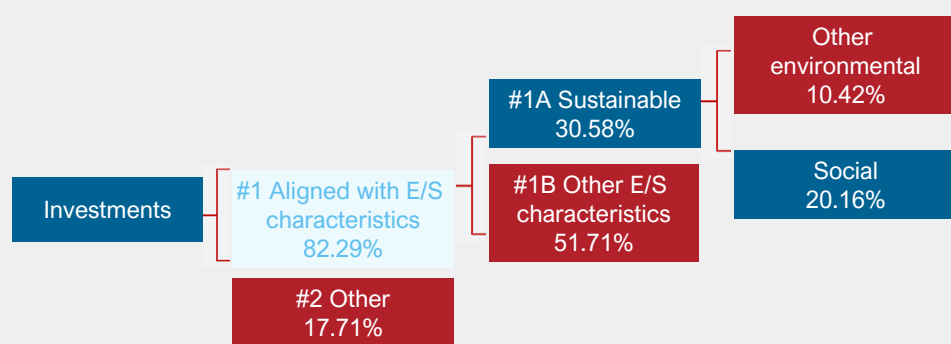 Investments
#1 Aligned with E/S
characteristics
82.29%
#2 Other
17.71%
#1A Sustainable
30.58%
#1B Other E/S
characteristics
51.71%
Other
environmental
10.42%
Social
20.16%